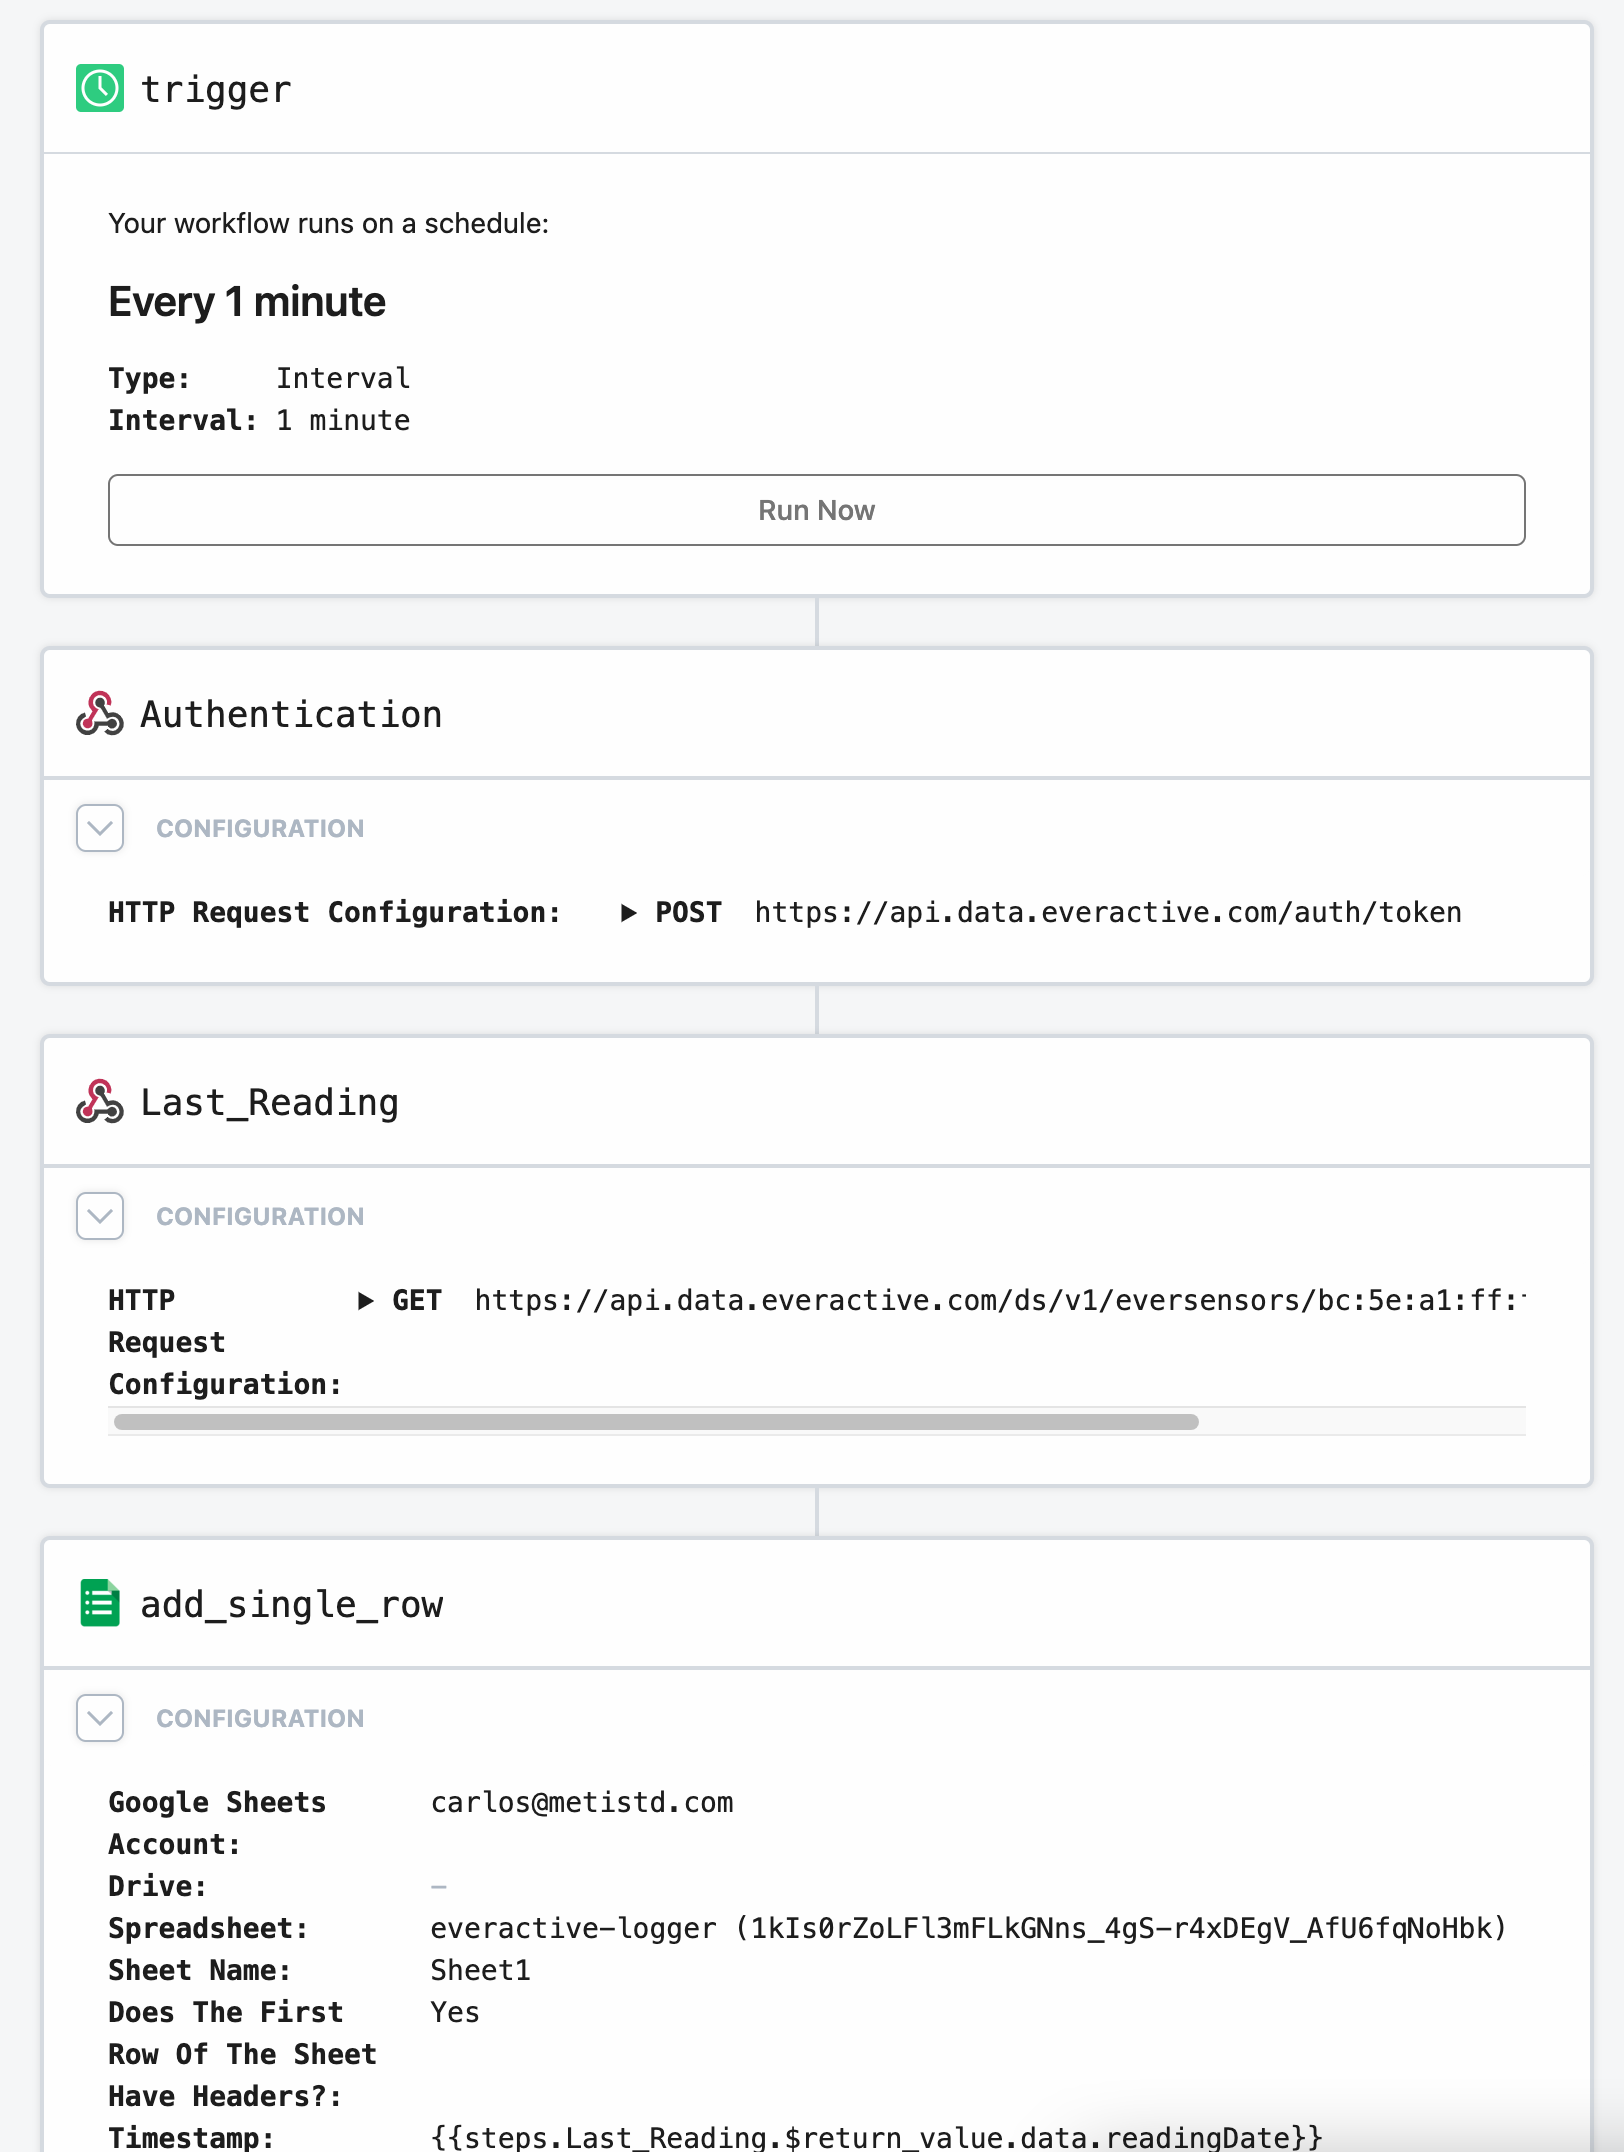 trigger
Your workflow runs on a schedule:
Every 1 minute
Type: Interval
Interval: 1 minute
Run Now
Authentication
CONFIGURATION
HTTP Request Configuration: ▶ POST https://api.data.everactive.com/auth/token
Last_Reading
CONFIGURATION
HTTP ▶ GET https://api.data.everactive.com/ds/v1/eversensors/bc:5e:a1:ff:
Request
Configuration:
add_single_row
CONFIGURATION
Google Sheets carlos@metistd.com
Account:
Drive: –
Spreadsheet: everactive-logger (1kIs0rZoLFl3mFLkGNns_4gS-r4xDEgV_AfU6fqNoHbk)
Sheet Name: Sheet1
Does The First Yes
Row Of The Sheet
Have Headers?:
Timestamp: {{steps.Last_Reading.$return_value.data.readingDate}}